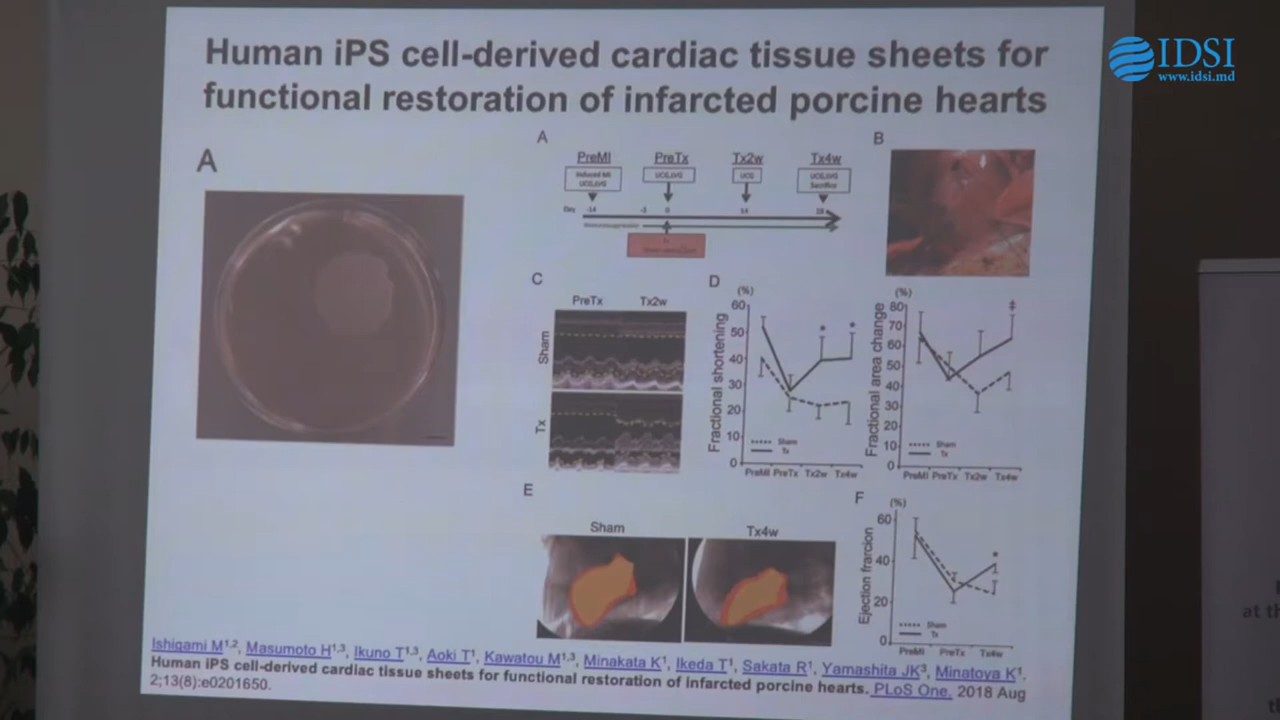 IDSI
www.idsi.md
Human iPS cell-derived cardiac tissue sheets for
functional restoration of infarcted porcine hearts
A
A
PreMI PreTx Tx2w Tx4w
Induced MI
UCG,LVG
UCG,LVG
UCG
UCG,LVG
Sacrifice
Day -14 0 14 28
Immunosuppression
B
C
PreTx Tx2w
Sham
Tx
D
(%)
60
50
40
30
20
10
0
Fractional shortening
* *
Sham
Tx
PreMI PreTx Tx2w Tx4w
(%)
80
70
60
50
40
30
20
10
0
Fractional area change
‡
Sham
Tx
PreMI PreTx Tx2w Tx4w
E
Sham Tx4w
F
(%)
60
40
20
0
Ejection frarcion
*
Sham
Tx
PreMI PreTx Tx4w
Ishigami M1,2, Masumoto H1,3, Ikuno T1,3, Aoki T1, Kawatou M1,3, Minakata K1, Ikeda T1, Sakata R1, Yamashita JK3, Minatoya K1.
Human iPS cell-derived cardiac tissue sheets for functional restoration of infarcted porcine hearts. PLoS One. 2018 Aug
2;13(8):e0201650.
at